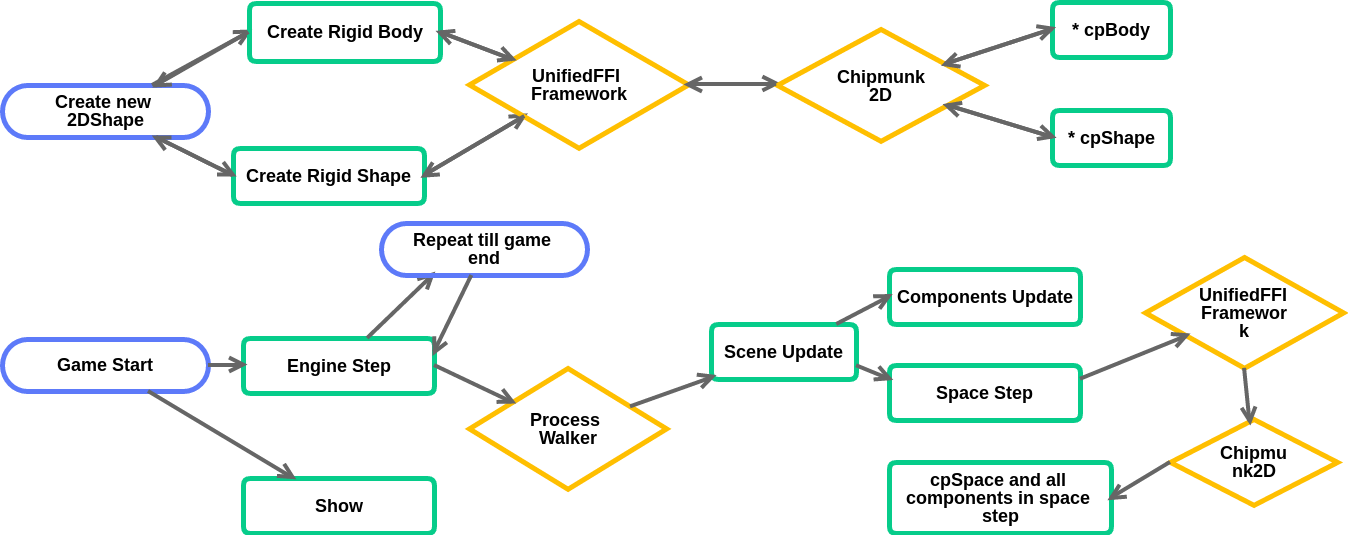 Create Rigid Body
* cpBody
UnifiedFFI
Framework
Chipmunk
2D
Create new
2DShape
* cpShape
Create Rigid Shape
Repeat till game
end
Components Update
UnifiedFFI
Framewor
k
Scene Update
Game Start
Engine Step
Space Step
Process
Walker
Chipmu
nk2D
cpSpace and all
components in space
step
Show